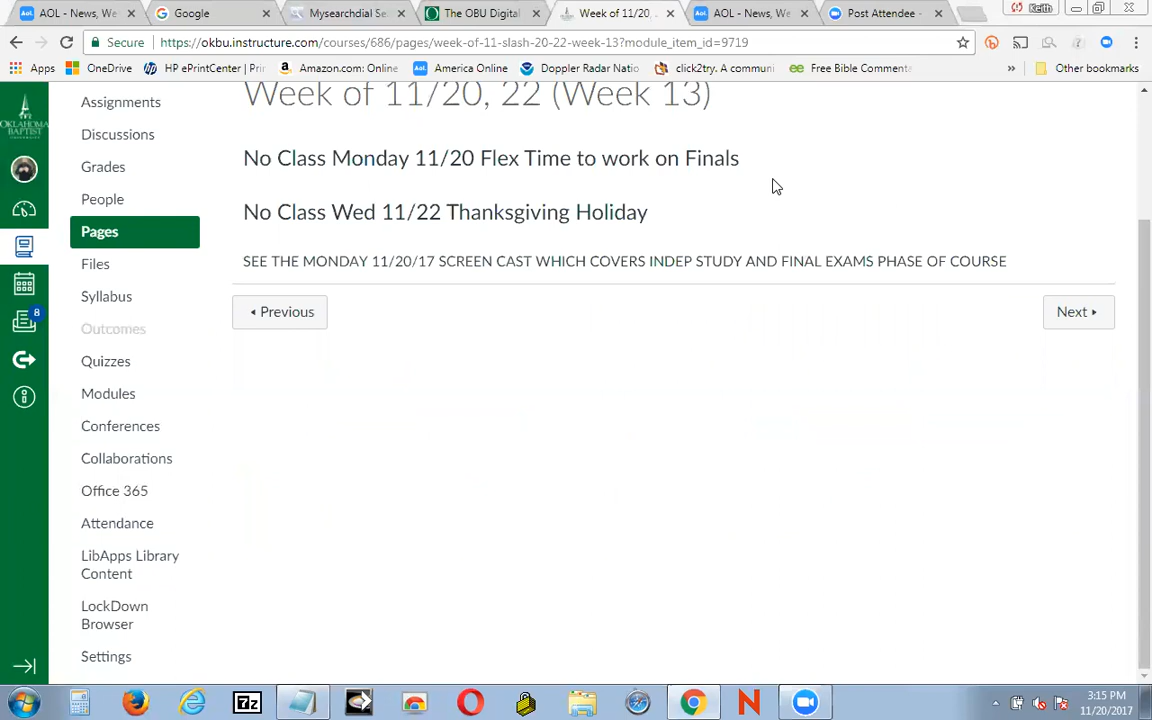 AOL - News, We
Google
Mysearchdial Se
The OBU Digital
Week of 11/20,
AOL - News, We
Post Attendee -
Keith
Secure
https://okbu.instructure.com/courses/686/pages/week-of-11-slash-20-22-week-13?module_item_id=9719
Apps
OneDrive
HP ePrintCenter | Pri
Amazon.com: Online
America Online
Doppler Radar Natio
click2try. A communi
Free Bible Comment
»
Other bookmarks
OKLAHOMA
BAPTIST
8
Assignments
Discussions
Grades
People
Pages
Files
Syllabus
Outcomes
Quizzes
Modules
Conferences
Collaborations
Office 365
Attendance
LibApps Library
Content
LockDown
Browser
Settings
Week of 11/20, 22 (Week 13)
No Class Monday 11/20 Flex Time to work on Finals
No Class Wed 11/22 Thanksgiving Holiday
SEE THE MONDAY 11/20/17 SCREEN CAST WHICH COVERS INDEP STUDY AND FINAL EXAMS PHASE OF COURSE
Previous
Next
7z
3:15 PM
11/20/2017